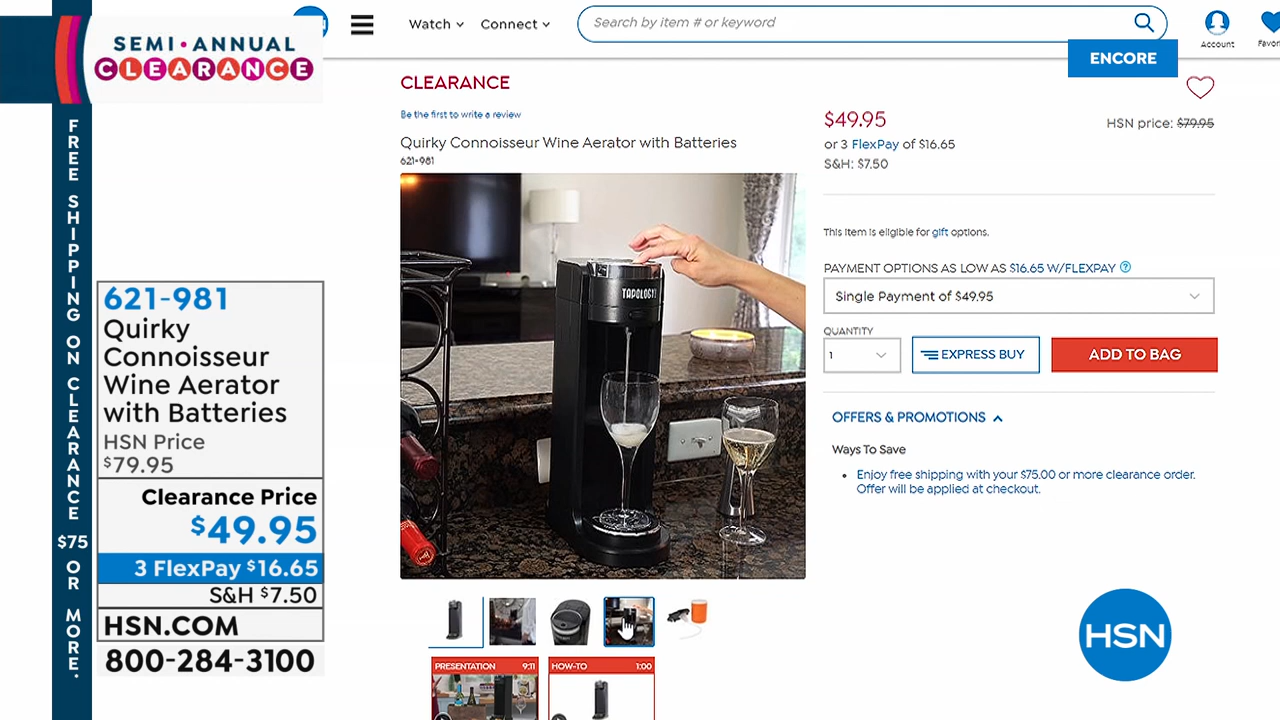 SEMI•ANNUAL
CLEARANCE
FREE SHIPPING ON CLEARANCE $75 OR MORE.
621-981
Quirky
Connoisseur
Wine Aerator
with Batteries
HSN Price
$79.95
Clearance Price
$49.95
3 FlexPay $16.65
S&H $7.50
HSN.COM
800-284-3100
Watch
Connect
Search by item # or keyword
Account
ENCORE
CLEARANCE
Be the first to write a review
Quirky Connoisseur Wine Aerator with Batteries
621-981
TAPOLOGY!
PRESENTATION 9:11
HOW-TO 1:00
$49.95
HSN price: $79.95
or 3 FlexPay of $16.65
S&H: $7.50
This item is eligible for gift options.
PAYMENT OPTIONS AS LOW AS $16.65 W/FLEXPAY ?
Single Payment of $49.95
QUANTITY
1
EXPRESS BUY
ADD TO BAG
OFFERS & PROMOTIONS
Ways To Save
• Enjoy free shipping with your $75.00 or more clearance order.
Offer will be applied at checkout.
HSN